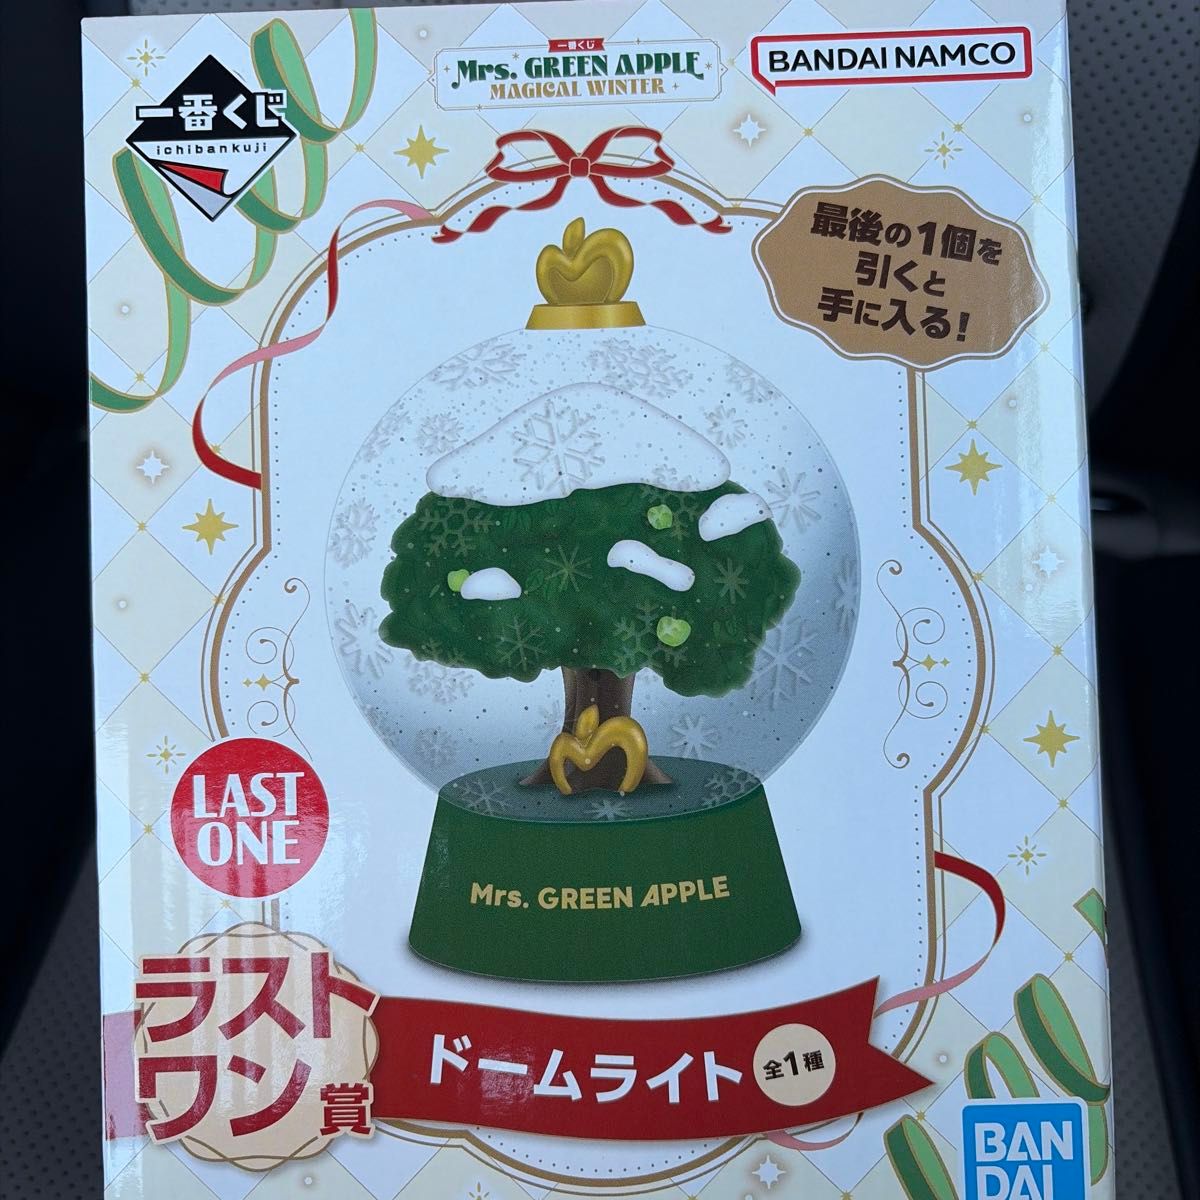 一番くじ
ichibankuji
一番くじ
Mrs. GREEN APPLE
MAGICAL WINTER
BANDAI NAMCO
最後の1個を
引くと
手に入る!
LAST
ONE
Mrs. GREEN APPLE
ラスト
ワン賞
ドームライト
全1種
BAN
DAI